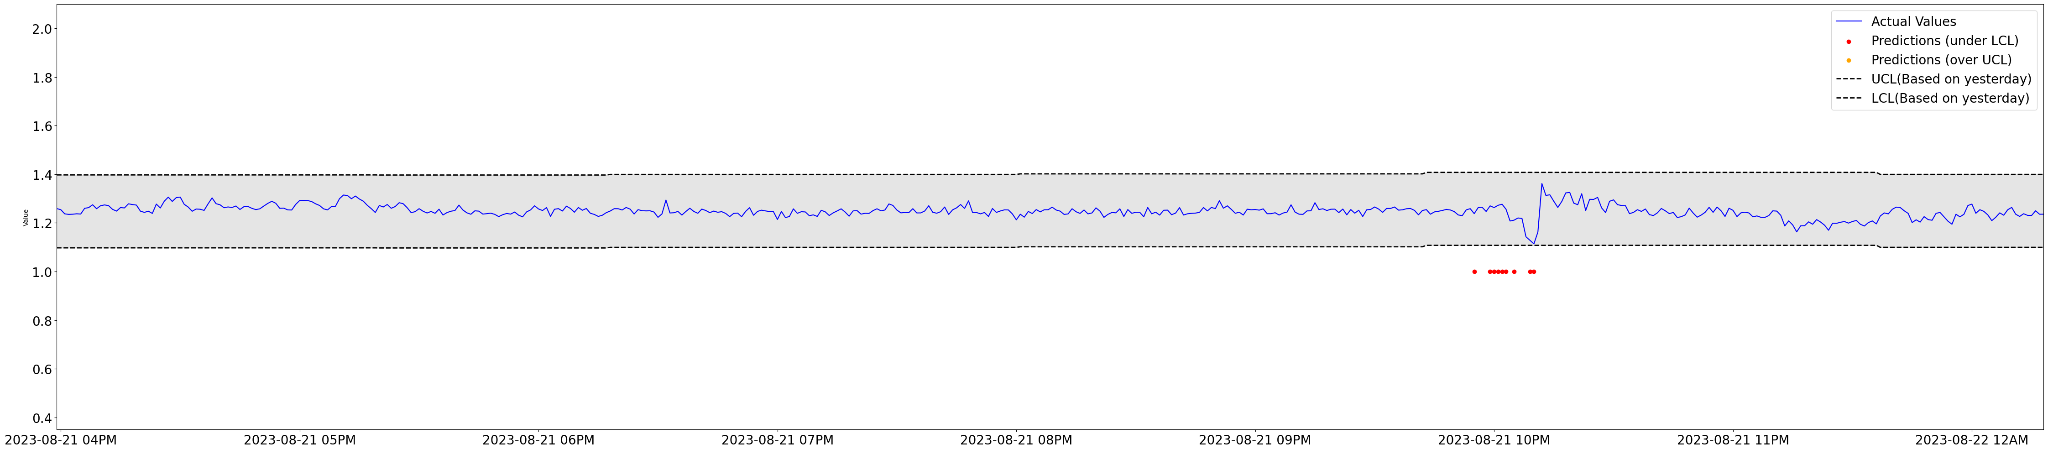 2.0
1.8
1.6
1.4
1.2
1.0
0.8
0.6
0.4
Value
Actual Values
Predictions (under LCL)
Predictions (over UCL)
UCL(Based on yesterday)
LCL(Based on yesterday)
2023-08-21 04PM 2023-08-21 05PM 2023-08-21 06PM 2023-08-21 07PM 2023-08-21 08PM 2023-08-21 09PM 2023-08-21 10PM 2023-08-21 11PM 2023-08-22 12AM